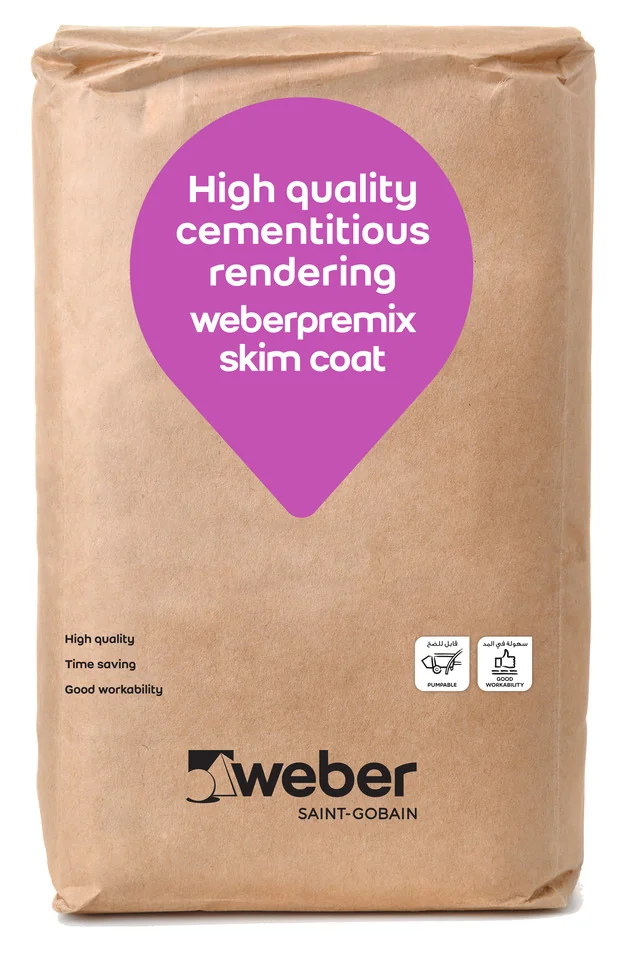 High quality
cementitious
rendering
weberpremix
skim coat
High quality
Time saving
Good workability
قابل للضخ
PUMPABLE
سهولة في المد
GOOD
WORKABILITY
weber
SAINT-GOBAIN